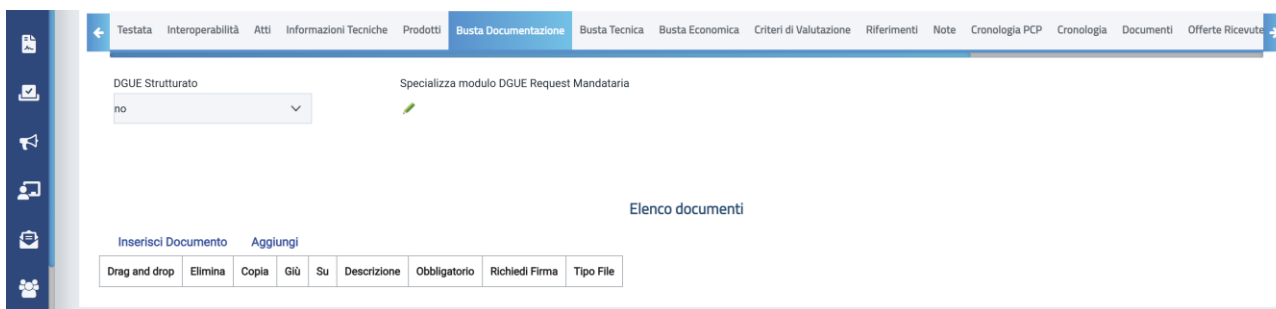 Testata Interoperabilità Atti Informazioni Tecniche Prodotti Busta Documentazione Busta Tecnica Busta Economica Criteri di Valutazione Riferimenti Note Cronologia PCP Cronologia Documenti Offerte Ricevute
DGUE Strutturato Specializza modulo DGUE Request Mandataria
no
Elenco documenti
Inserisci Documento Aggiungi
Drag and drop Elimina Copia Giù Su Descrizione Obbligatorio Richiedi Firma Tipo File